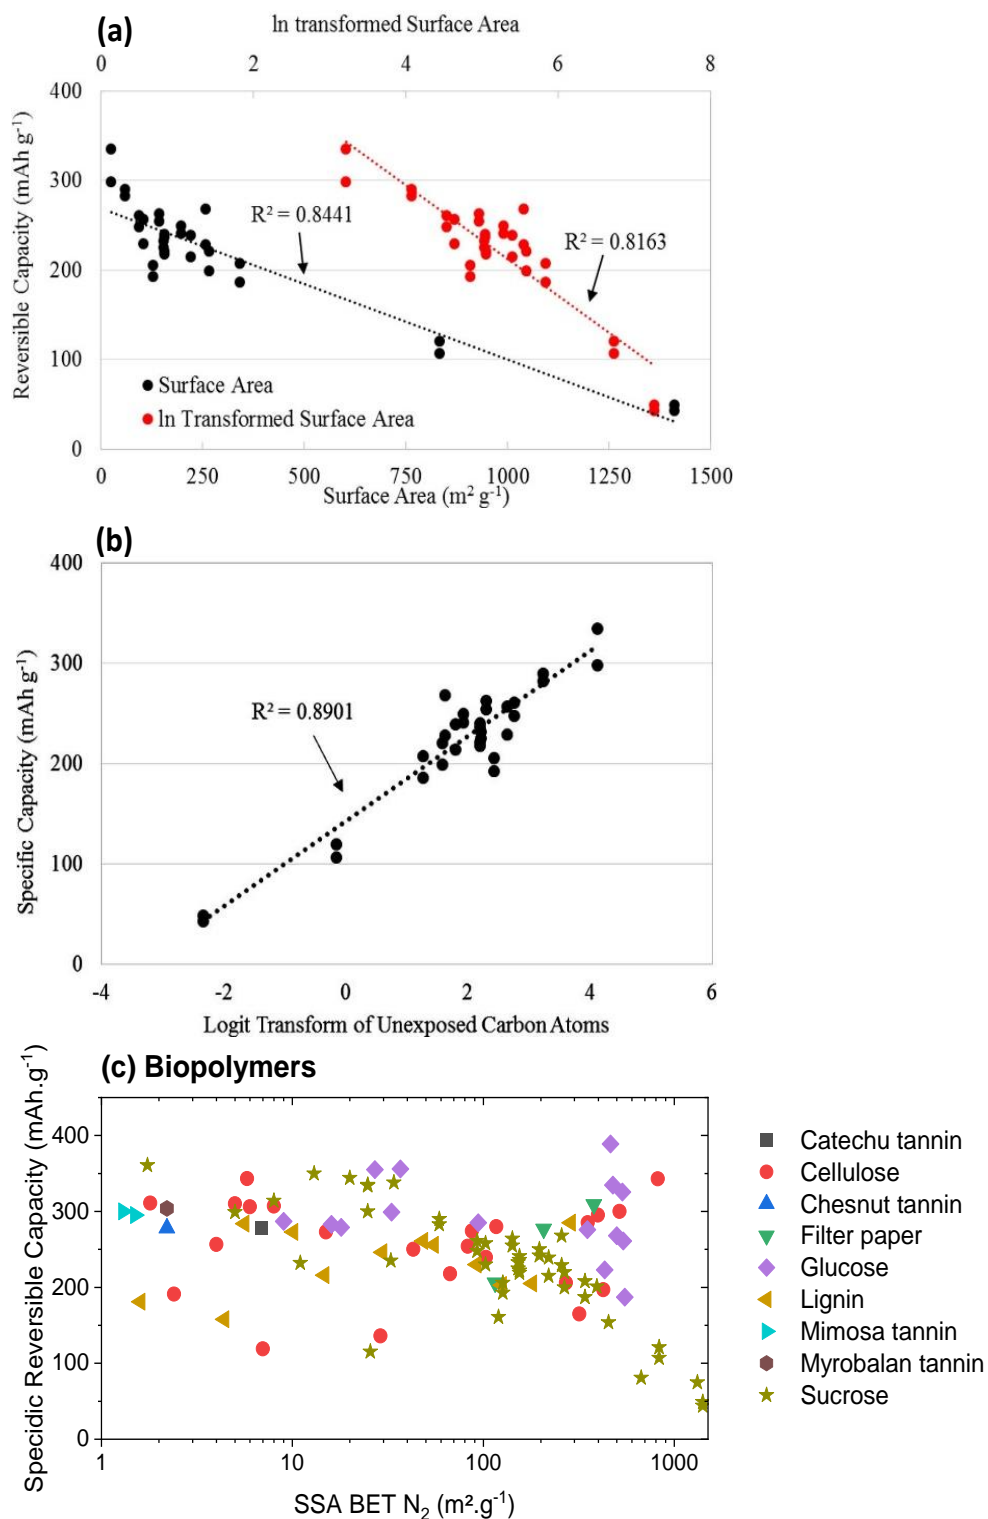 (a)
ln transformed Surface Area
0 2 4 6 8
Reversible Capacity (mAh g⁻¹)
400
300
200
100
0
R² = 0.8441
R² = 0.8163
Surface Area
ln Transformed Surface Area
0 250 500 750 1000 1250 1500
Surface Area (m² g⁻¹)
(b)
Specific Capacity (mAh g⁻¹)
400
300
200
100
0
R² = 0.8901
-4 -2 0 2 4 6
Logit Transform of Unexposed Carbon Atoms
(c) Biopolymers
Specidic Reversible Capacity (mAh.g⁻¹)
400
300
200
100
0
1 10 100 1000
SSA BET N₂ (m².g⁻¹)
Catechu tannin
Cellulose
Chesnut tannin
Filter paper
Glucose
Lignin
Mimosa tannin
Myrobalan tannin
Sucrose